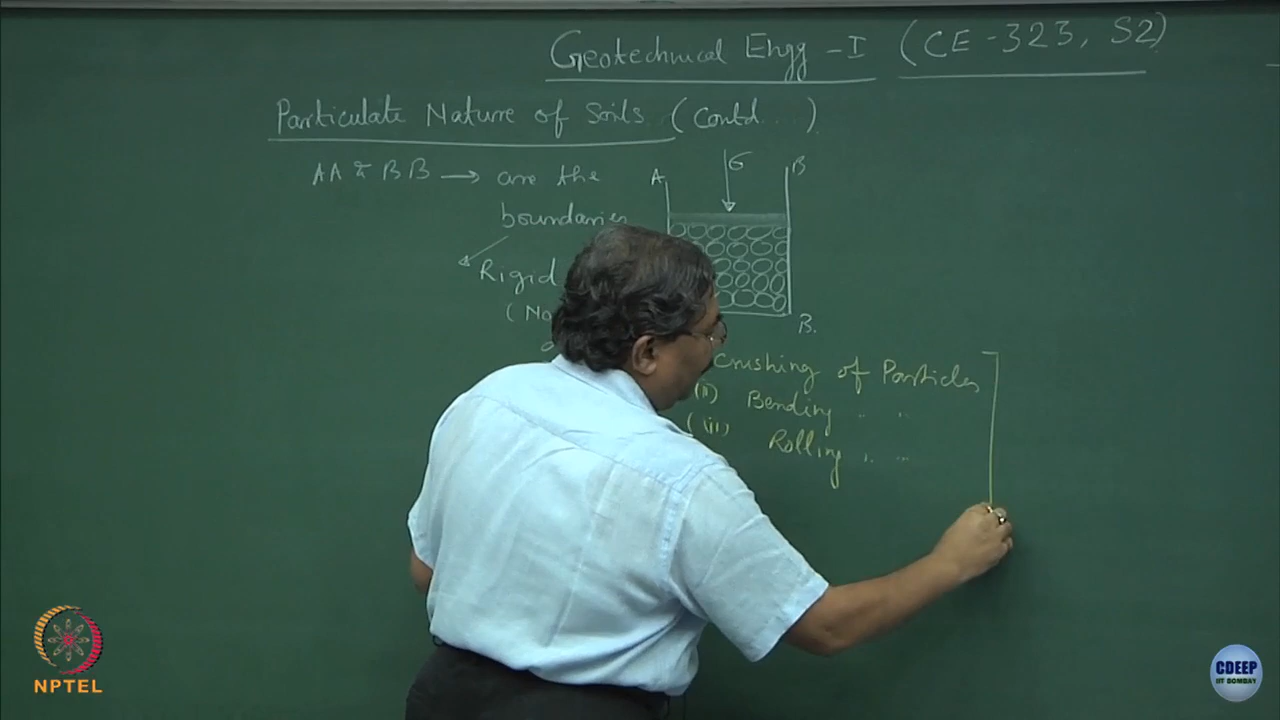 Geotechnical Engg - I (CE-323, S2)
Particulate Nature of Soils (Contd...)
AA & BB → are the
boundaries
Rigid
(No
A
B
σ
B.
Crushing of Particles
(ii) Bending " "
(iii) Rolling " "
NPTEL
CDEEP
IIT BOMBAY